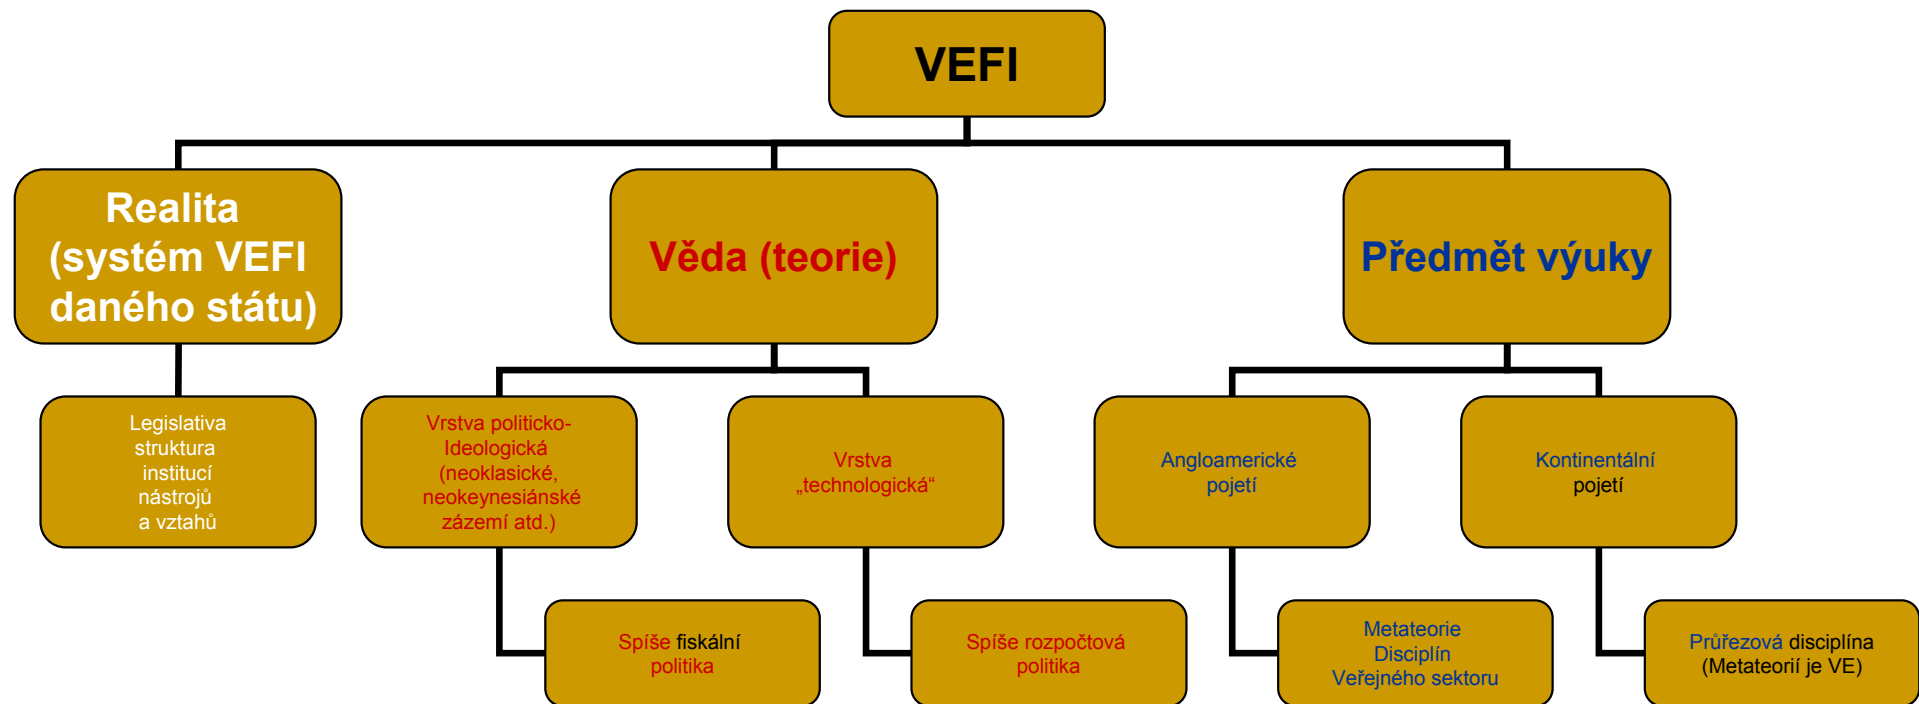 VEFI
Realita
(systém VEFI
daného státu)
Věda (teorie)
Předmět výuky
Legislativa
struktura
institucí
nástrojů
a vztahů
Vrstva politicko-
Ideologická
(neoklasické,
neokeynesiánské
zázemí atd.)
Vrstva
„technologická“
Angloamerické
pojetí
Kontinentální
pojetí
Spíše fiskální
politika
Spíše rozpočtová
politika
Metateorie
Disciplín
Veřejného sektoru
Průřezová disciplína
(Metateorií je VE)